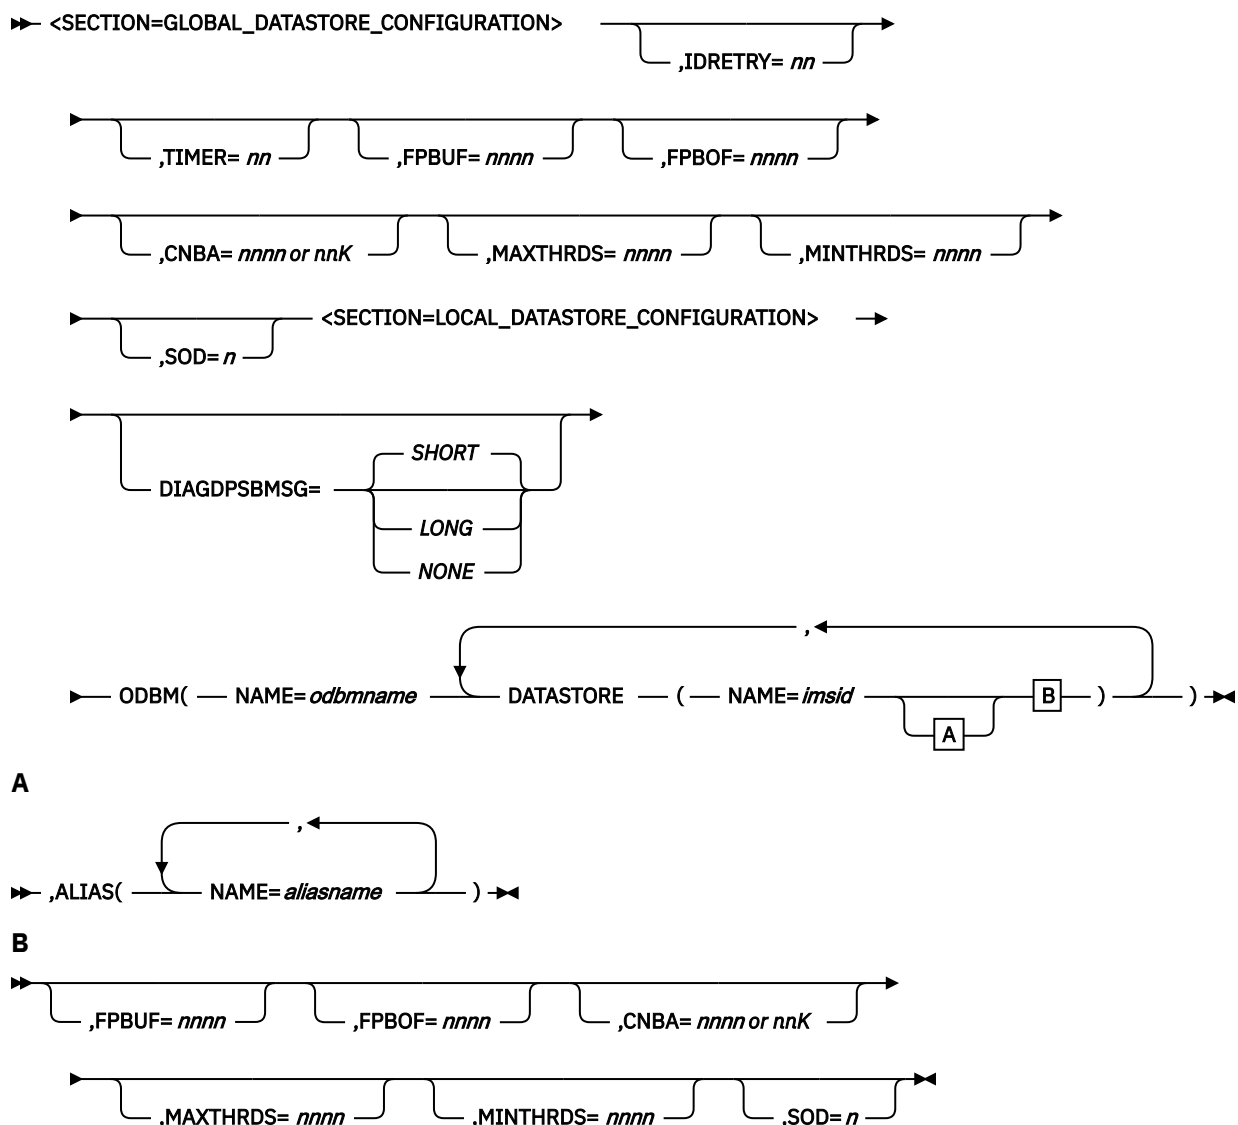 <SECTION=GLOBAL_DATASTORE_CONFIGURATION>
,IDRETRY= nn
,TIMER= nn ,FPBUF= nnnn ,FPBOF= nnnn
,CNBA= nnnn or nnK ,MAXTHRDS= nnnn ,MINTHRDS= nnnn
<SECTION=LOCAL_DATASTORE_CONFIGURATION>
,SOD= n
SHORT
DIAGDPSBMSG=
LONG
NONE
,
ODBM( NAME= odbmname DATASTORE ( NAME= imsid B ) )
A
A
,
,ALIAS( NAME= aliasname )
B
,FPBUF= nnnn ,FPBOF= nnnn ,CNBA= nnnn or nnK
,MAXTHRDS= nnnn ,MINTHRDS= nnnn ,SOD= n